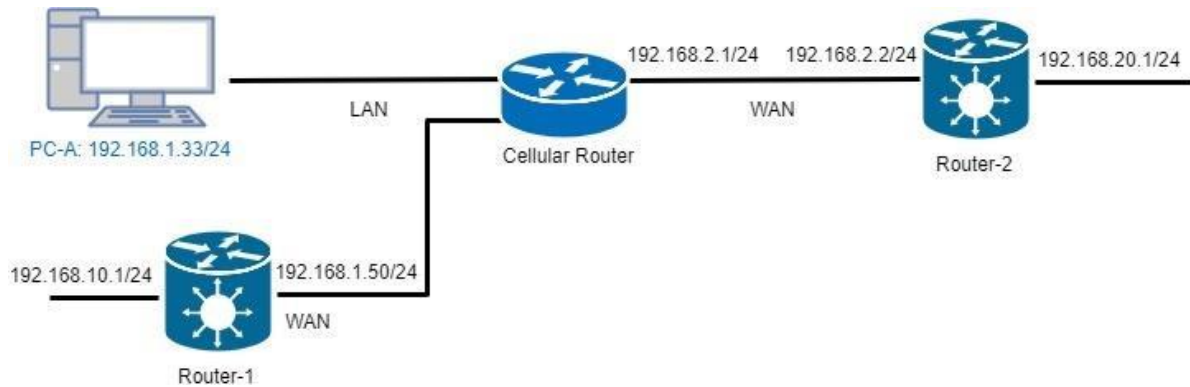 192.168.2.1/24
192.168.2.2/24
192.168.20.1/24
LAN
WAN
PC-A: 192.168.1.33/24
Cellular Router
Router-2
192.168.10.1/24
192.168.1.50/24
WAN
Router-1